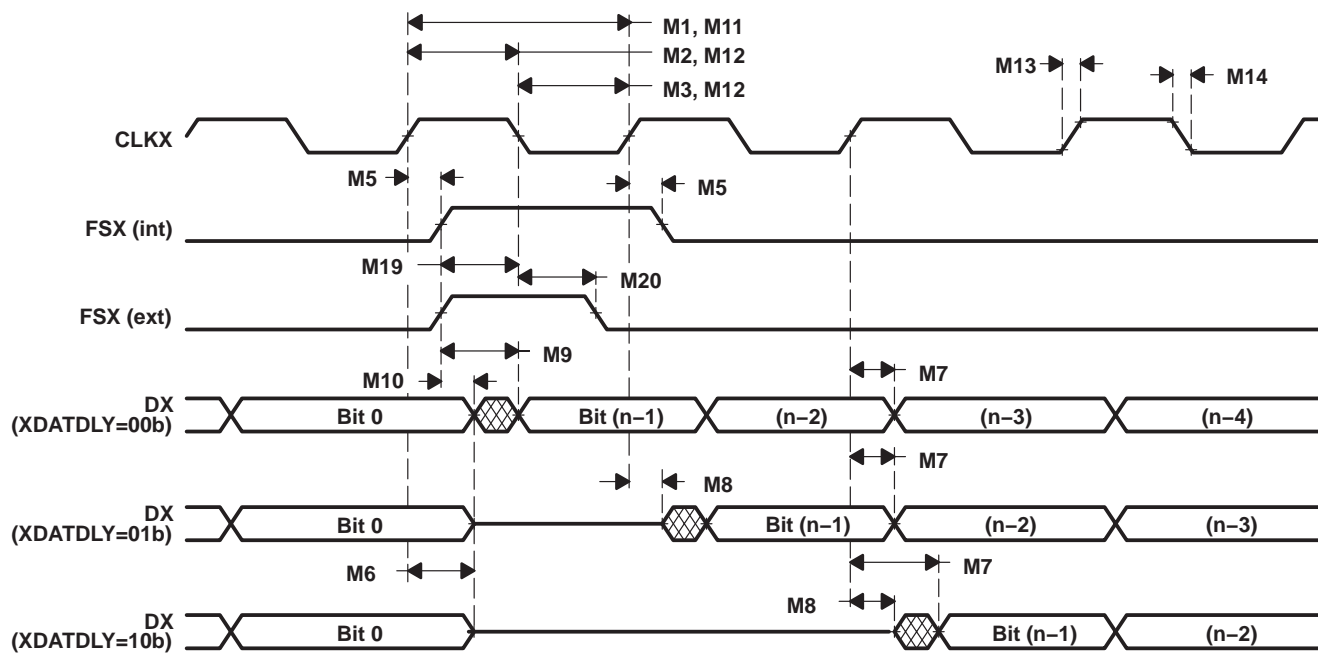 M1, M11
M2, M12
M3, M12
M13
M14
CLKX
M5
M5
FSX (int)
M19
M20
FSX (ext)
M9
M10
M7
DX
(XDATDLY=00b)
Bit 0
Bit (n–1)
(n–2)
(n–3)
(n–4)
M7
M8
DX
(XDATDLY=01b)
Bit 0
Bit (n–1)
(n–2)
(n–3)
M6
M7
M8
DX
(XDATDLY=10b)
Bit 0
Bit (n–1)
(n–2)